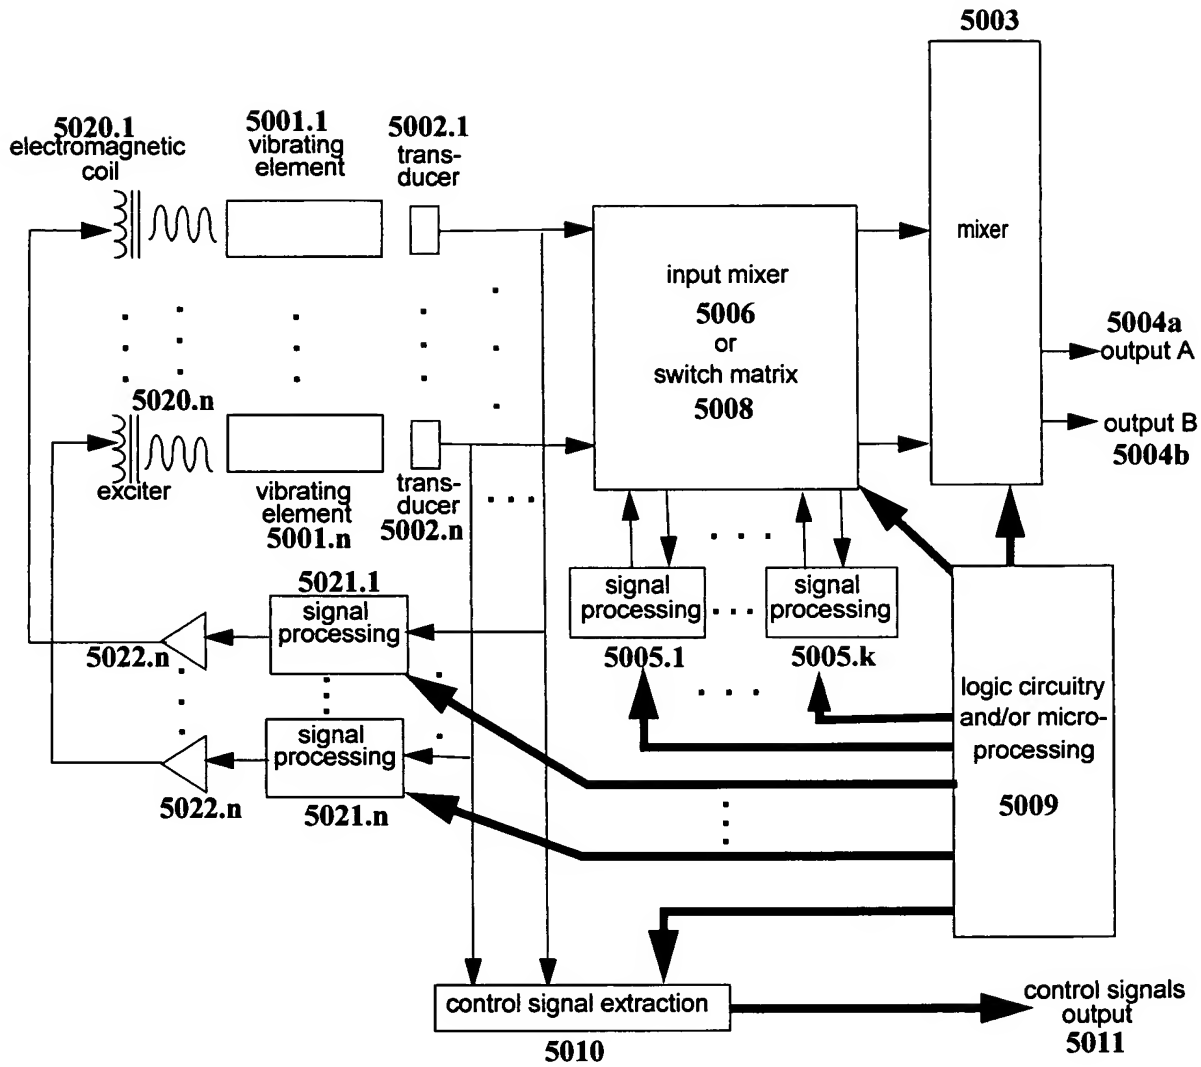 5003
5020.1
electromagnetic
coil
5001.1
vibrating
element
5002.1
trans-
ducer
mixer
input mixer
5006
or
switch matrix
5008
5004a
output A
output B
5004b
5020.n
exciter
vibrating
element
5001.n
trans-
ducer
5002.n
5021.1
signal
processing
5022.n
signal
processing
5005.1
signal
processing
5005.k
logic circuitry
and/or micro-
processing
5009
signal
processing
5022.n
5021.n
control signal extraction
5010
control signals
output
5011